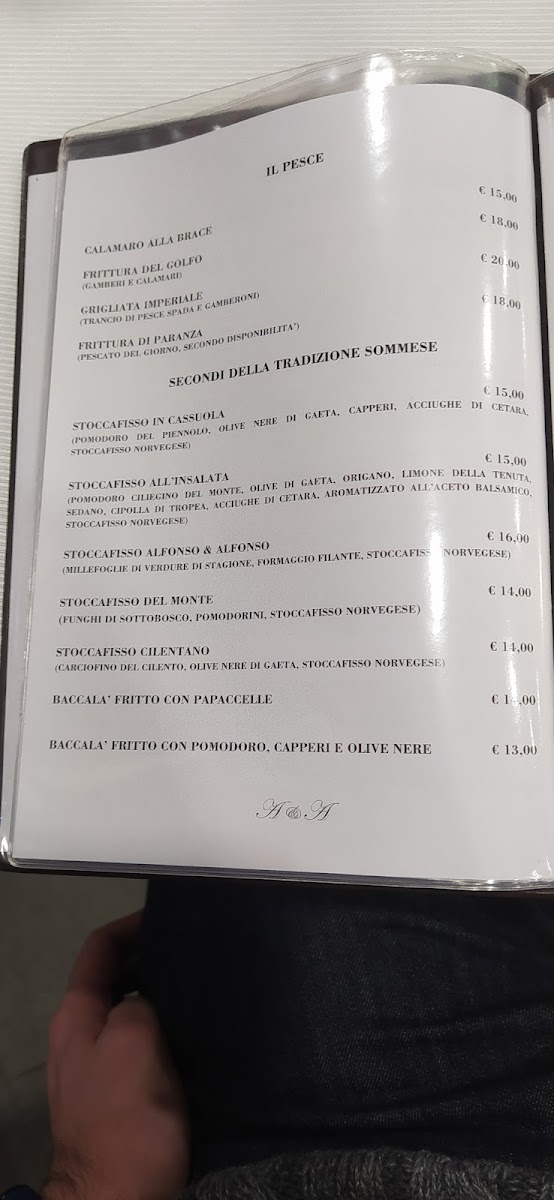 IL PESCE
CALAMARO ALLA BRACE € 15,00
FRITTURA DEL GOLFO € 18,00
(GAMBERI E CALAMARI)
GRIGLIATA IMPERIALE € 20,00
(TRANCIO DI PESCE SPADA E GAMBERONI)
FRITTURA DI PARANZA € 18,00
(PESCATO DEL GIORNO, SECONDO DISPONIBILITA')
SECONDI DELLA TRADIZIONE SOMMESE
STOCCAFISSO IN CASSUOLA € 15,00
(POMODORO DEL PIENNOLO, OLIVE NERE DI GAETA, CAPPERI, ACCIUGHE DI CETARA,
STOCCAFISSO NORVEGESE)
STOCCAFISSO ALL'INSALATA € 15,00
(POMODORO CILIEGINO DEL MONTE, OLIVE DI GAETA, ORIGANO, LIMONE DELLA TENUTA,
SEDANO, CIPOLLA DI TROPEA, ACCIUGHE DI CETARA, AROMATIZZATO ALL'ACETO BALSAMICO,
STOCCAFISSO NORVEGESE)
STOCCAFISSO ALFONSO & ALFONSO € 16,00
(MILLEFOGLIE DI VERDURE DI STAGIONE, FORMAGGIO FILANTE, STOCCAFISSO NORVEGESE)
STOCCAFISSO DEL MONTE € 14,00
(FUNGHI DI SOTTOBOSCO, POMODORINI, STOCCAFISSO NORVEGESE)
STOCCAFISSO CILENTANO € 14,00
(CARCIOFINO DEL CILENTO, OLIVE NERE DI GAETA, STOCCAFISSO NORVEGESE)
BACCALA' FRITTO CON PAPACCELLE €
BACCALA' FRITTO CON POMODORO, CAPPERI E OLIVE NERE € 13,00
A & A